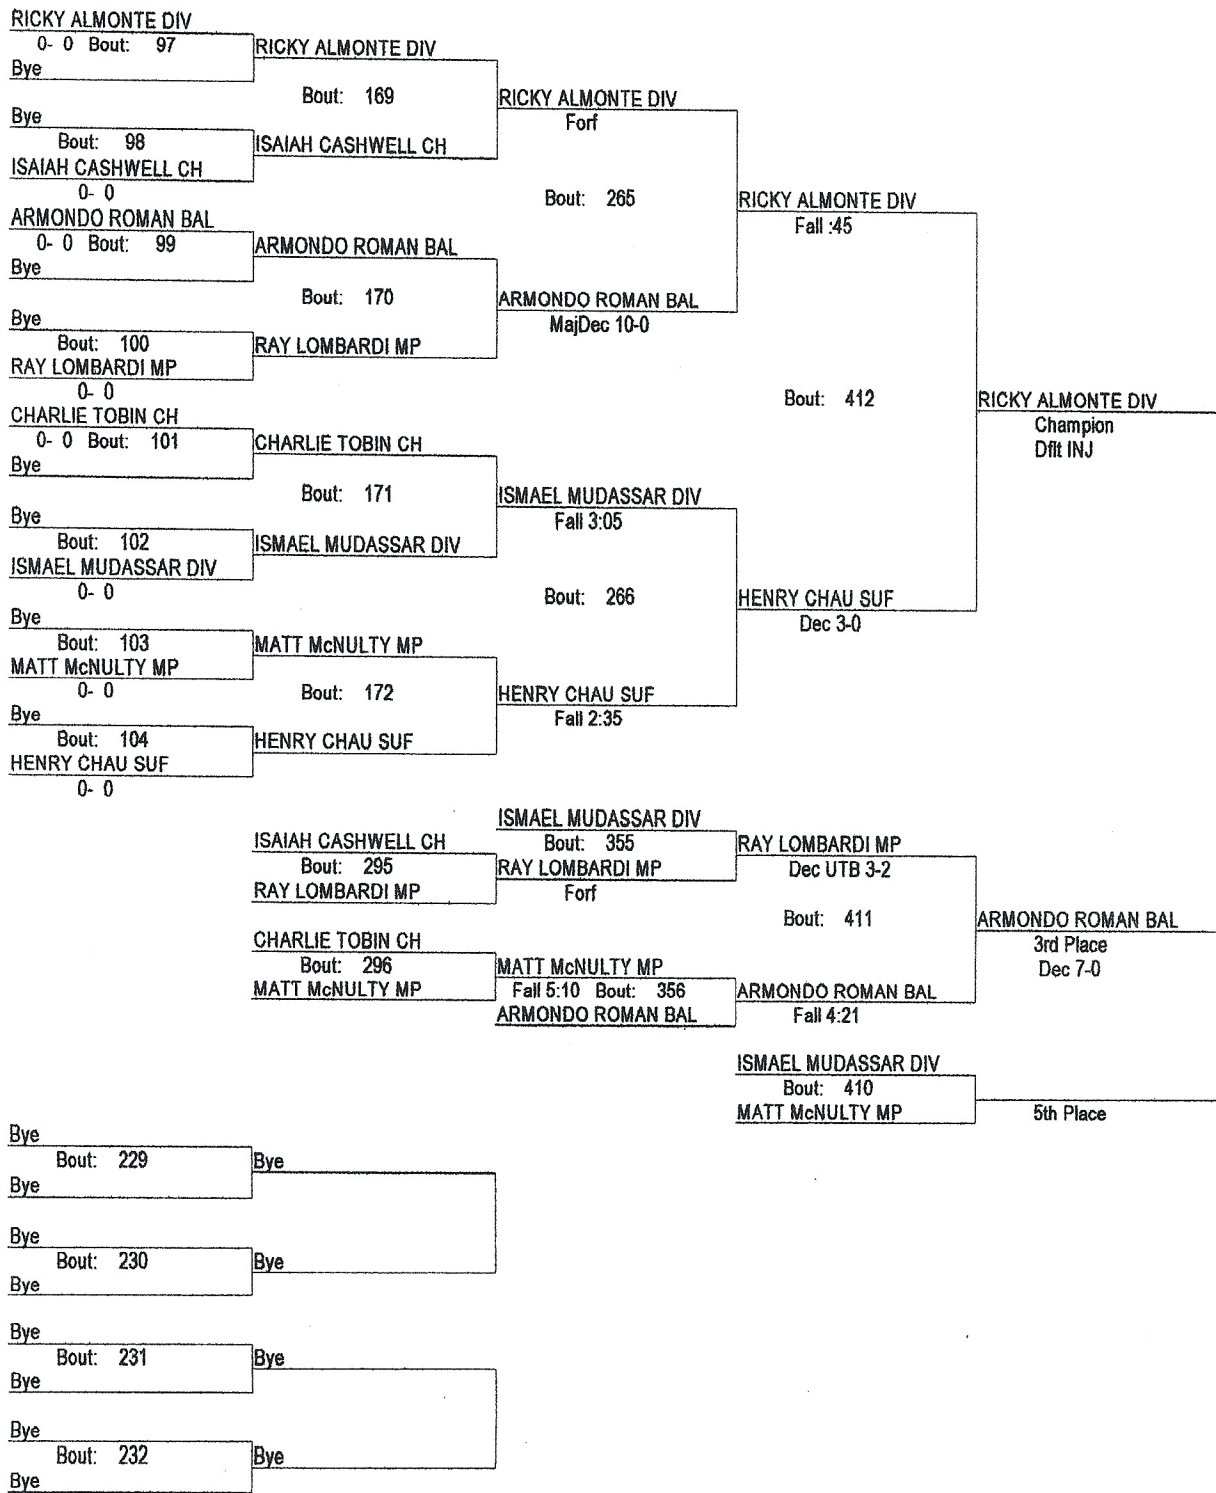 RICKY ALMONTE DIV
0- 0 Bout: 97
Bye
RICKY ALMONTE DIV
Bout: 169
Bye
Bout: 98
ISAIAH CASHWELL CH
0- 0
ISAIAH CASHWELL CH
RICKY ALMONTE DIV
Forf
Bout: 265
ARMONDO ROMAN BAL
0- 0 Bout: 99
Bye
ARMONDO ROMAN BAL
Bout: 170
Bye
Bout: 100
RAY LOMBARDI MP
0- 0
RAY LOMBARDI MP
ARMONDO ROMAN BAL
MajDec 10-0
RICKY ALMONTE DIV
Fall :45
Bout: 412
CHARLIE TOBIN CH
0- 0 Bout: 101
Bye
CHARLIE TOBIN CH
Bout: 171
Bye
Bout: 102
ISMAEL MUDASSAR DIV
0- 0
ISMAEL MUDASSAR DIV
ISMAEL MUDASSAR DIV
Fall 3:05
Bout: 266
Bye
Bout: 103
MATT McNULTY MP
0- 0
MATT McNULTY MP
Bout: 172
Bye
Bout: 104
HENRY CHAU SUF
0- 0
HENRY CHAU SUF
HENRY CHAU SUF
Fall 2:35
HENRY CHAU SUF
Dec 3-0
RICKY ALMONTE DIV
Champion
Dflt INJ
ISAIAH CASHWELL CH
Bout: 295
RAY LOMBARDI MP
ISMAEL MUDASSAR DIV
Bout: 355
RAY LOMBARDI MP
Forf
RAY LOMBARDI MP
Dec UTB 3-2
Bout: 411
CHARLIE TOBIN CH
Bout: 296
MATT McNULTY MP
MATT McNULTY MP
Fall 5:10 Bout: 356
ARMONDO ROMAN BAL
ARMONDO ROMAN BAL
Fall 4:21
ARMONDO ROMAN BAL
3rd Place
Dec 7-0
ISMAEL MUDASSAR DIV
Bout: 410
MATT McNULTY MP
5th Place
Bye
Bout: 229
Bye
Bye
Bye
Bout: 230
Bye
Bye
Bye
Bout: 231
Bye
Bye
Bye
Bout: 232
Bye
Bye